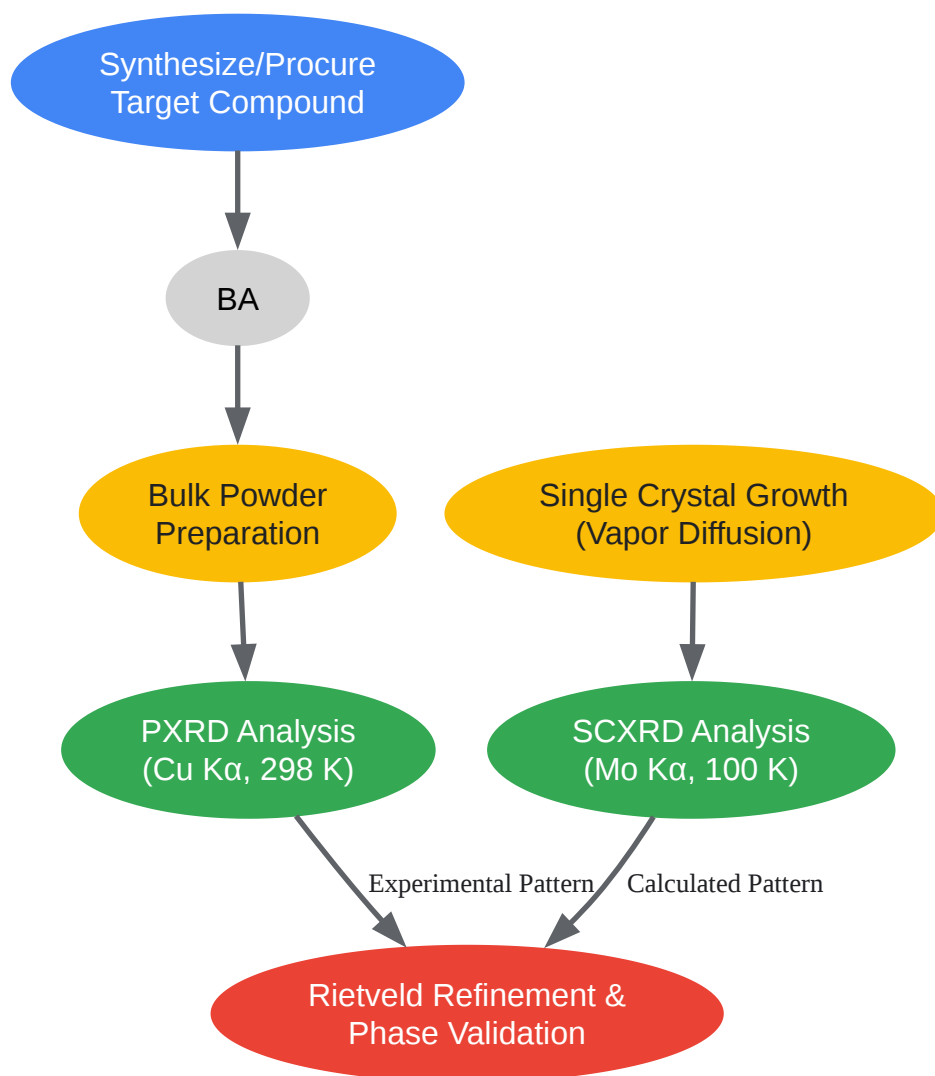 Synthesize/Procure
Target Compound
BA
Bulk Powder
Preparation
Single Crystal Growth
(Vapor Diffusion)
PXRD Analysis
(Cu Kα, 298 K)
SCXRD Analysis
(Mo Kα, 100 K)
Experimental Pattern
Calculated Pattern
Rietveld Refinement &
Phase Validation